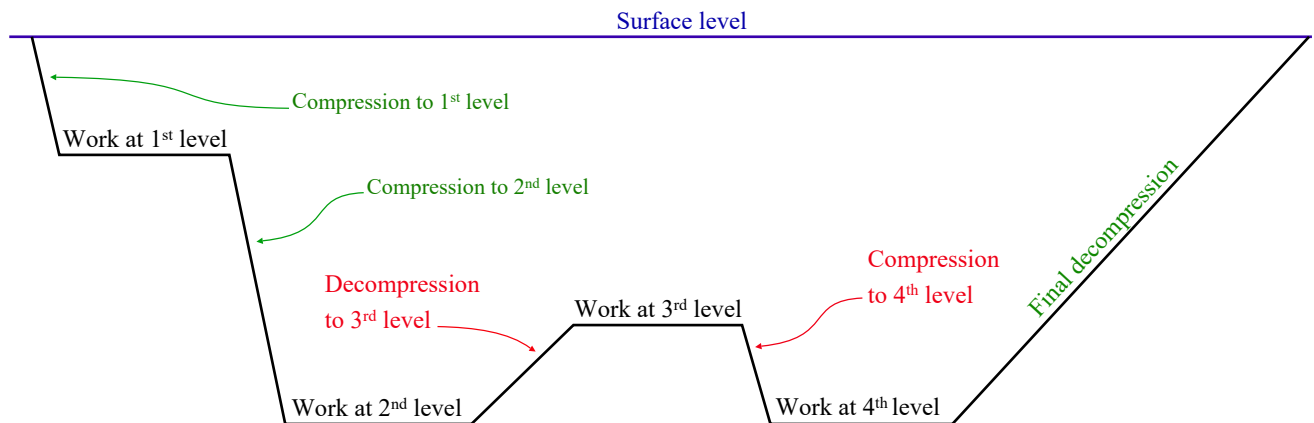 Surface level
Compression to 1st level
Work at 1st level
Compression to 2nd level
Decompression
to 3rd level
Work at 3rd level
Compression
to 4th level
Final decompression
Work at 2nd level
Work at 4th level